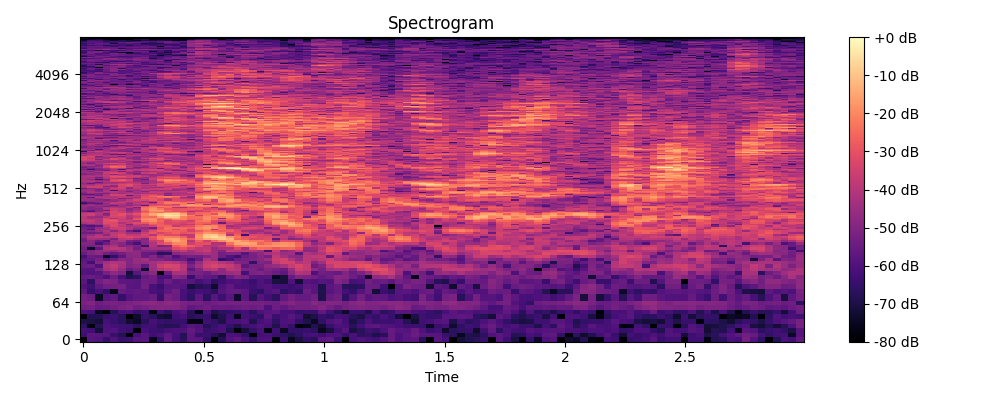 Spectrogram
Hz
4096
2048
1024
512
256
128
64
0
0 0.5 1 1.5 2 2.5
Time
+0 dB
-10 dB
-20 dB
-30 dB
-40 dB
-50 dB
-60 dB
-70 dB
-80 dB